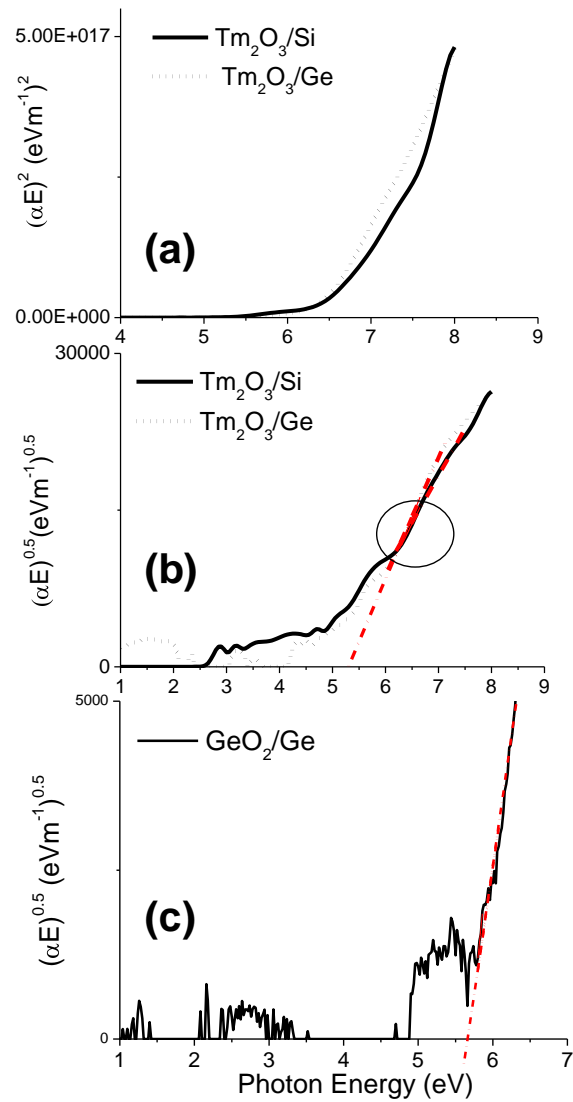 5.00E+017
Tm₂O₃/Si
Tm₂O₃/Ge
(αE)² (eVm⁻¹)²
(a)
0.00E+000
4 5 6 7 8 9
30000
Tm₂O₃/Si
Tm₂O₃/Ge
(αE)⁰·⁵ (eVm⁻¹)⁰·⁵
(b)
0
1 2 3 4 5 6 7 8 9
5000
GeO₂/Ge
(αE)⁰·⁵ (eVm⁻¹)⁰·⁵
(c)
0
1 2 3 4 5 6 7
Photon Energy (eV)